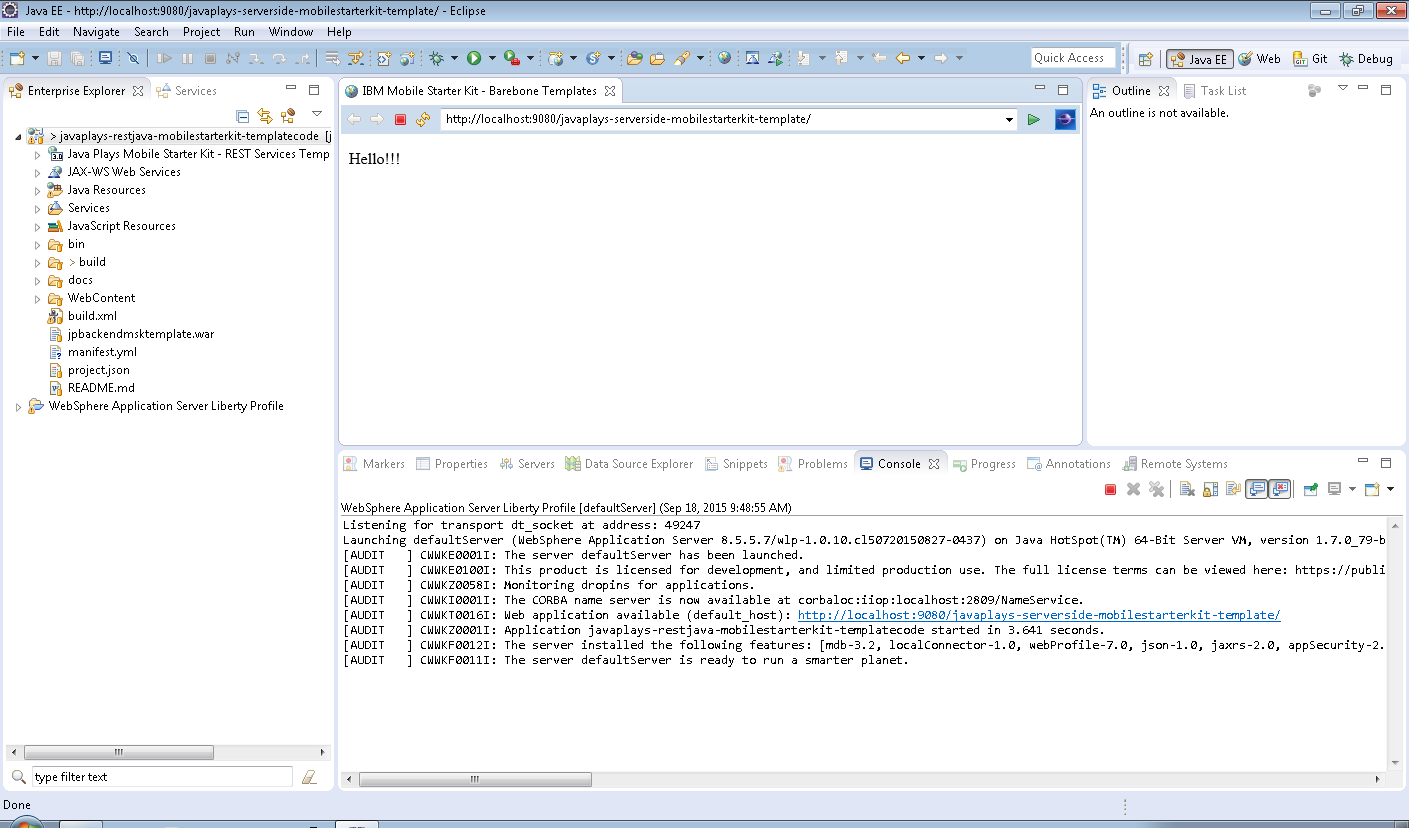 Java EE - http://localhost:9080/javaplays-serverside-mobilestarterkit-template/ - Eclipse
File Edit Navigate Search Project Run Window Help
Quick Access Java EE Web Git Debug
Enterprise Explorer Services
> javaplays-restjava-mobilestarterkit-templatecode [j
Java Plays Mobile Starter Kit - REST Services Temp
JAX-WS Web Services
Java Resources
Services
JavaScript Resources
bin
> build
docs
WebContent
build.xml
jpbackendmsktemplate.war
manifest.yml
project.json
README.md
WebSphere Application Server Liberty Profile
type filter text
IBM Mobile Starter Kit - Barebone Templates
http://localhost:9080/javaplays-serverside-mobilestarterkit-template/
Hello!!!
Outline Task List
An outline is not available.
Markers Properties Servers Data Source Explorer Snippets Problems Console Progress Annotations Remote Systems
WebSphere Application Server Liberty Profile [defaultServer] (Sep 18, 2015 9:48:55 AM)
Listening for transport dt_socket at address: 49247
Launching defaultServer (WebSphere Application Server 8.5.5.7/wlp-1.0.10.cl50720150827-0437) on Java HotSpot(TM) 64-Bit Server VM, version 1.7.0_79-b
[AUDIT   ] CWWKE0001I: The server defaultServer has been launched.
[AUDIT   ] CWWKE0100I: This product is licensed for development, and limited production use. The full license terms can be viewed here: https://publi
[AUDIT   ] CWWKZ0058I: Monitoring dropins for applications.
[AUDIT   ] CWWKI0001I: The CORBA name server is now available at corbaloc:iiop:localhost:2809/NameService.
[AUDIT   ] CWWKT0016I: Web application available (default_host): http://localhost:9080/javaplays-serverside-mobilestarterkit-template/
[AUDIT   ] CWWKZ0001I: Application javaplays-restjava-mobilestarterkit-templatecode started in 3.641 seconds.
[AUDIT   ] CWWKF0012I: The server installed the following features: [mdb-3.2, localConnector-1.0, webProfile-7.0, json-1.0, jaxrs-2.0, appSecurity-2.
[AUDIT   ] CWWKF0011I: The server defaultServer is ready to run a smarter planet.
Done